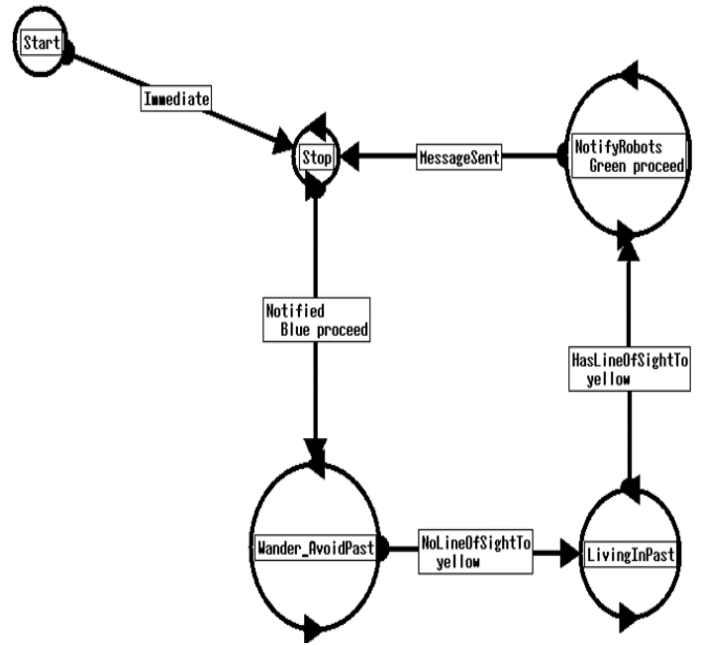 Start
Immediate
Stop
MessageSent
NotifyRobots
Green proceed
Notified
Blue proceed
HasLineOfSightTo
yellow
Wander_AvoidPast
NoLineOfSightTo
yellow
LivingInPast